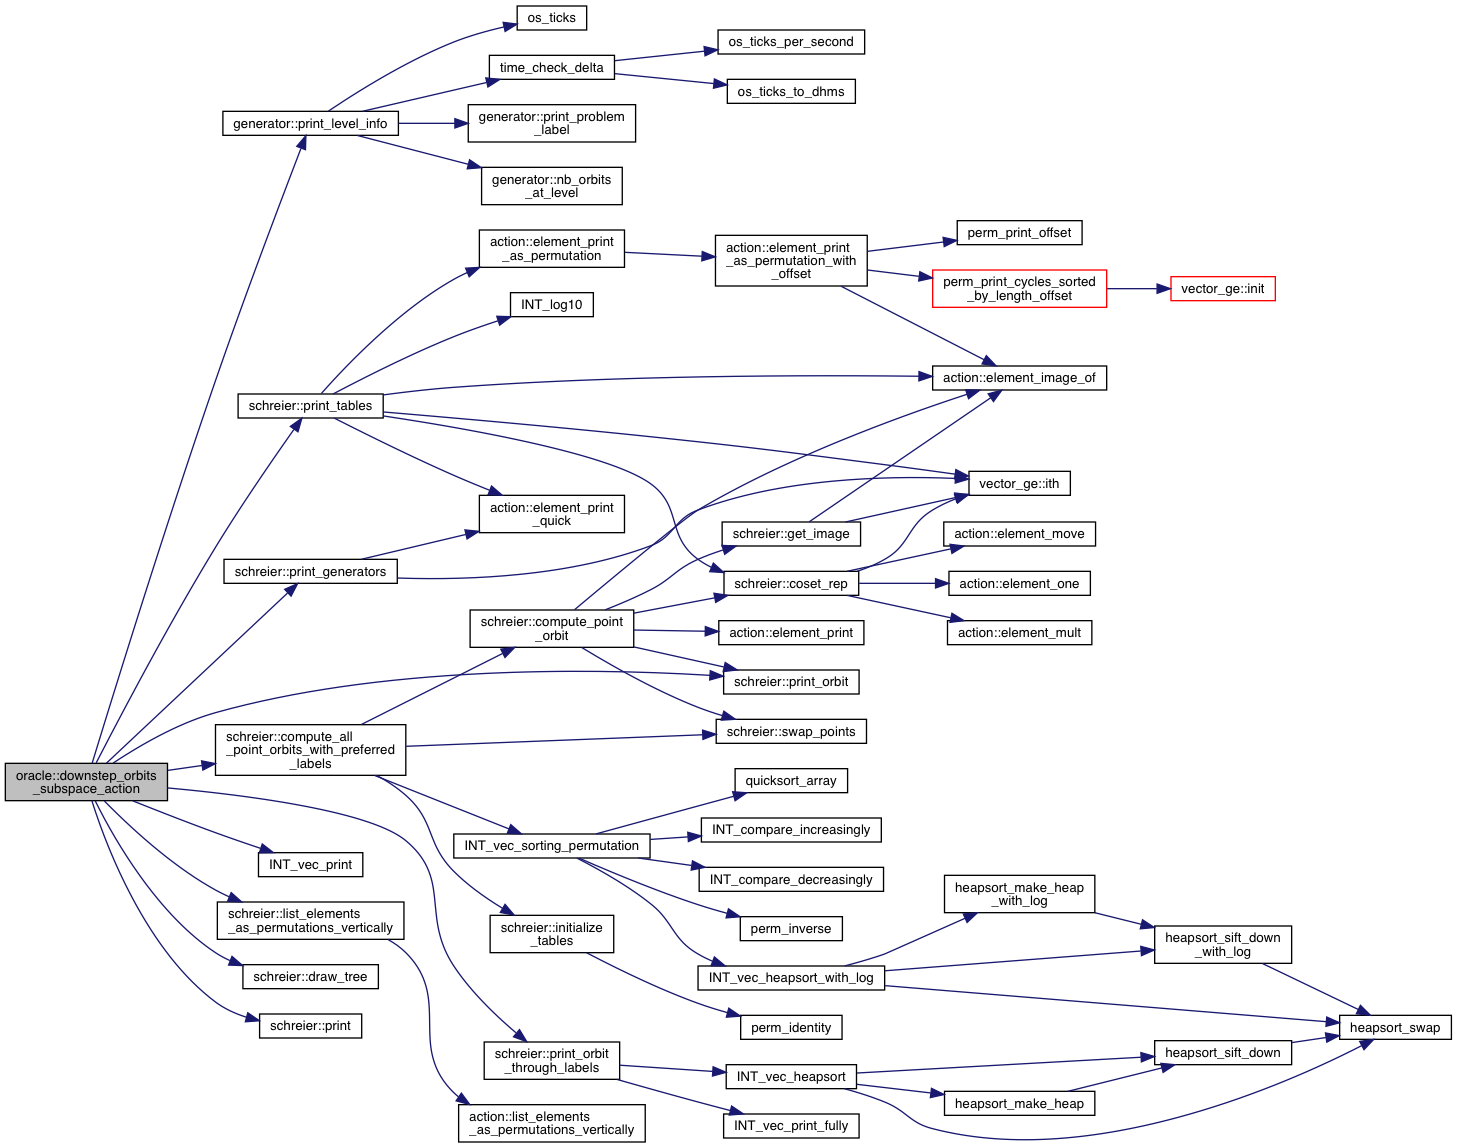 os_ticks
os_ticks_per_second
time_check_delta
os_ticks_to_dhms
generator::print_level_info
generator::print_problem
_label
generator::nb_orbits
_at_level
perm_print_offset
action::element_print
_as_permutation
action::element_print
_as_permutation_with
_offset
perm_print_cycles_sorted
_by_length_offset
vector_ge::init
INT_log10
action::element_image_of
schreier::print_tables
vector_ge::ith
action::element_print
_quick
schreier::get_image
action::element_move
schreier::print_generators
schreier::coset_rep
action::element_one
schreier::compute_point
_orbit
action::element_print
action::element_mult
schreier::print_orbit
schreier::swap_points
schreier::compute_all
_point_orbits_with_preferred
_labels
oracle::downstep_orbits
_subspace_action
quicksort_array
INT_compare_increasingly
INT_vec_sorting_permutation
INT_vec_print
INT_compare_decreasingly
heapsort_make_heap
_with_log
schreier::list_elements
_as_permutations_vertically
schreier::initialize
_tables
perm_inverse
heapsort_sift_down
_with_log
schreier::draw_tree
INT_vec_heapsort_with_log
schreier::print
perm_identity
heapsort_swap
schreier::print_orbit
_through_labels
heapsort_sift_down
INT_vec_heapsort
heapsort_make_heap
action::list_elements
_as_permutations_vertically
INT_vec_print_fully